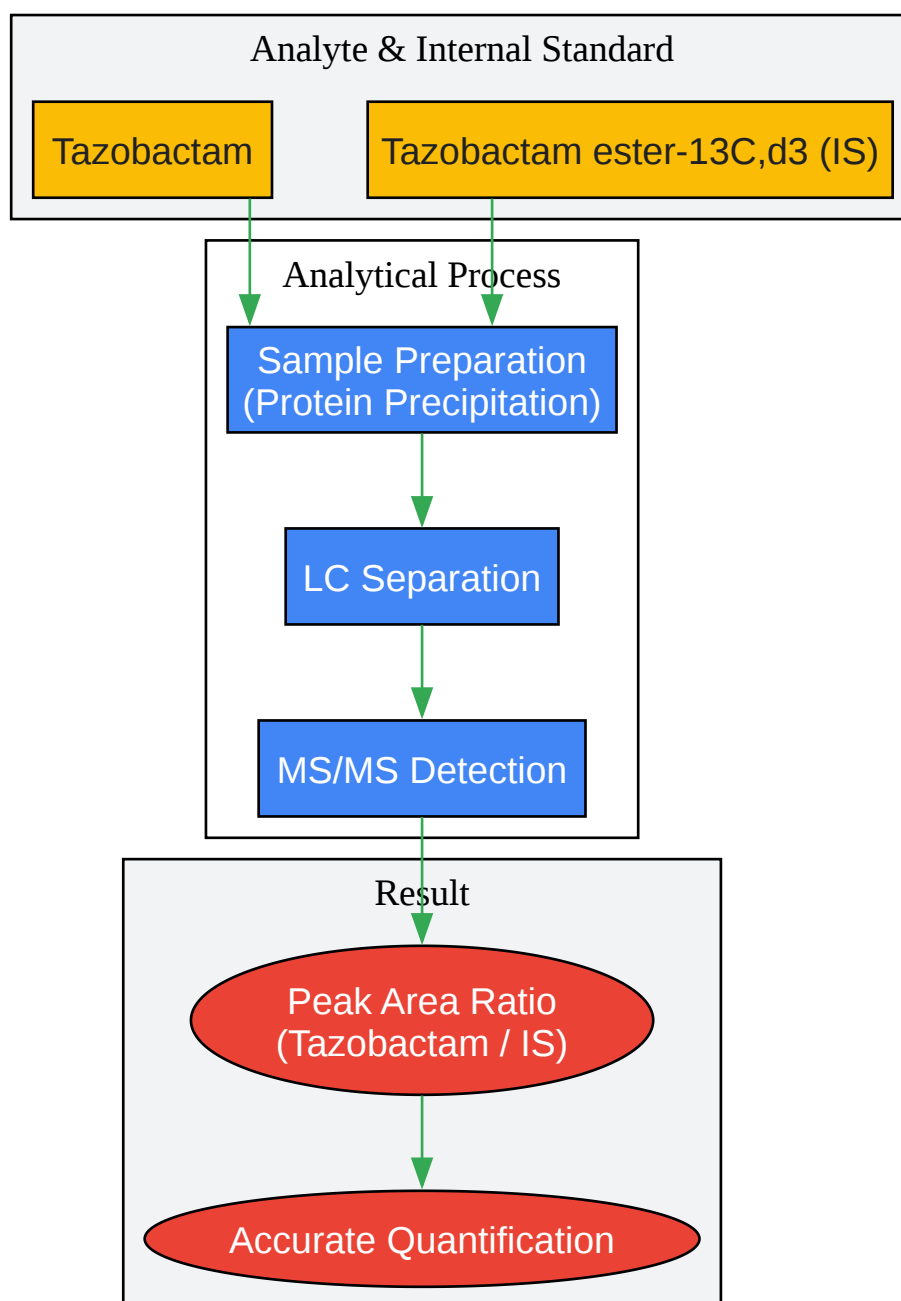 Analyte & Internal Standard
Tazobactam
Tazobactam ester-13C,d3 (IS)
Analytical Process
Sample Preparation
(Protein Precipitation)
LC Separation
MS/MS Detection
Result
Peak Area Ratio
(Tazobactam / IS)
Accurate Quantification